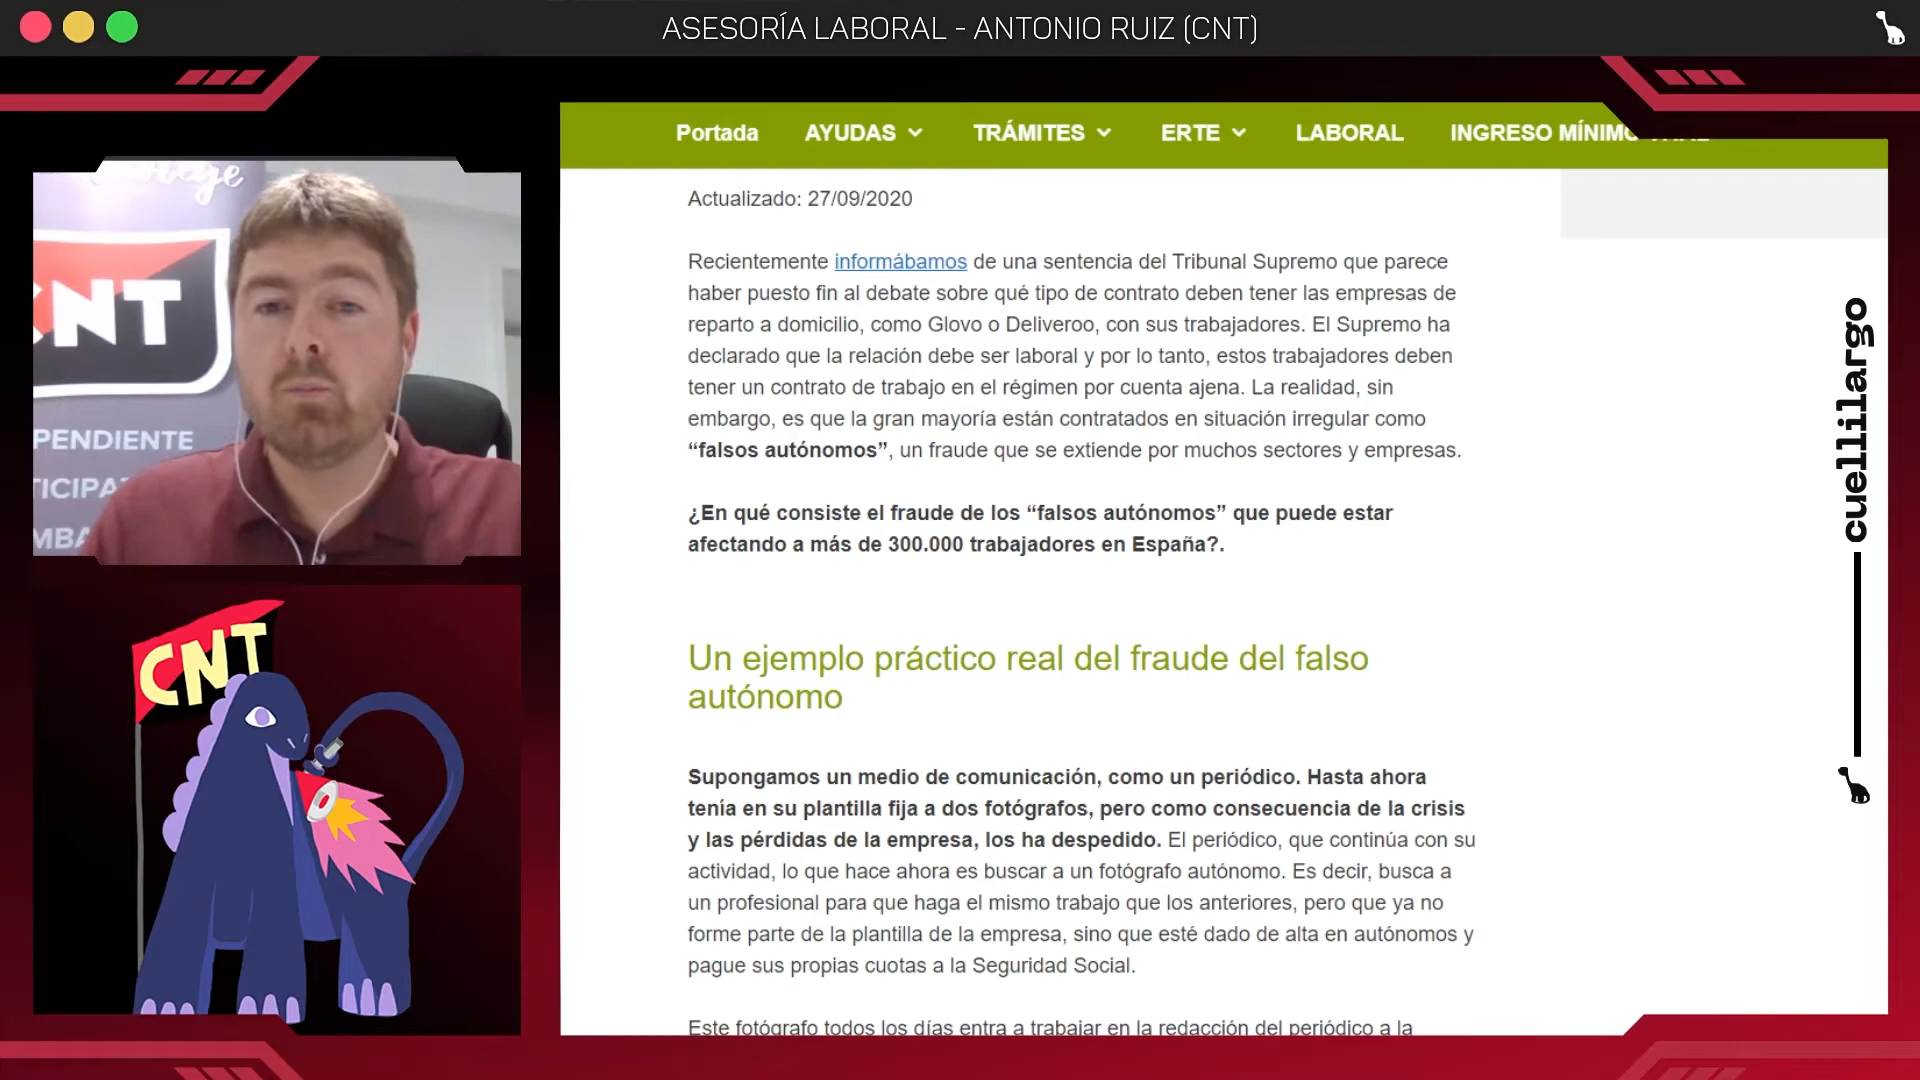 ASESORÍA LABORAL - ANTONIO RUIZ (CNT)
Portada
AYUDAS
TRÁMITES
ERTE
LABORAL
INGRESO MÍNIMO
Actualizado: 27/09/2020
Recientemente informábamos de una sentencia del Tribunal Supremo que parece
haber puesto fin al debate sobre qué tipo de contrato deben tener las empresas de
reparto a domicilio, como Glovo o Deliveroo, con sus trabajadores. El Supremo ha
declarado que la relación debe ser laboral y por lo tanto, estos trabajadores deben
tener un contrato de trabajo en el régimen por cuenta ajena. La realidad, sin
embargo, es que la gran mayoría están contratados en situación irregular como
“falsos autónomos”, un fraude que se extiende por muchos sectores y empresas.
¿En qué consiste el fraude de los “falsos autónomos” que puede estar
afectando a más de 300.000 trabajadores en España?.
Un ejemplo práctico real del fraude del falso
autónomo
Supongamos un medio de comunicación, como un periódico. Hasta ahora
tenía en su plantilla fija a dos fotógrafos, pero como consecuencia de la crisis
y las pérdidas de la empresa, los ha despedido. El periódico, que continúa con su
actividad, lo que hace ahora es buscar a un fotógrafo autónomo. Es decir, busca a
un profesional para que haga el mismo trabajo que los anteriores, pero que ya no
forme parte de la plantilla de la empresa, sino que esté dado de alta en autónomos y
pague sus propias cuotas a la Seguridad Social.
Este fotógrafo todos los días entra a trabajar en la redacción del periódico a la
CNT
PENDIENTE
TICIPAT
MBA
CNT
cuellilargo